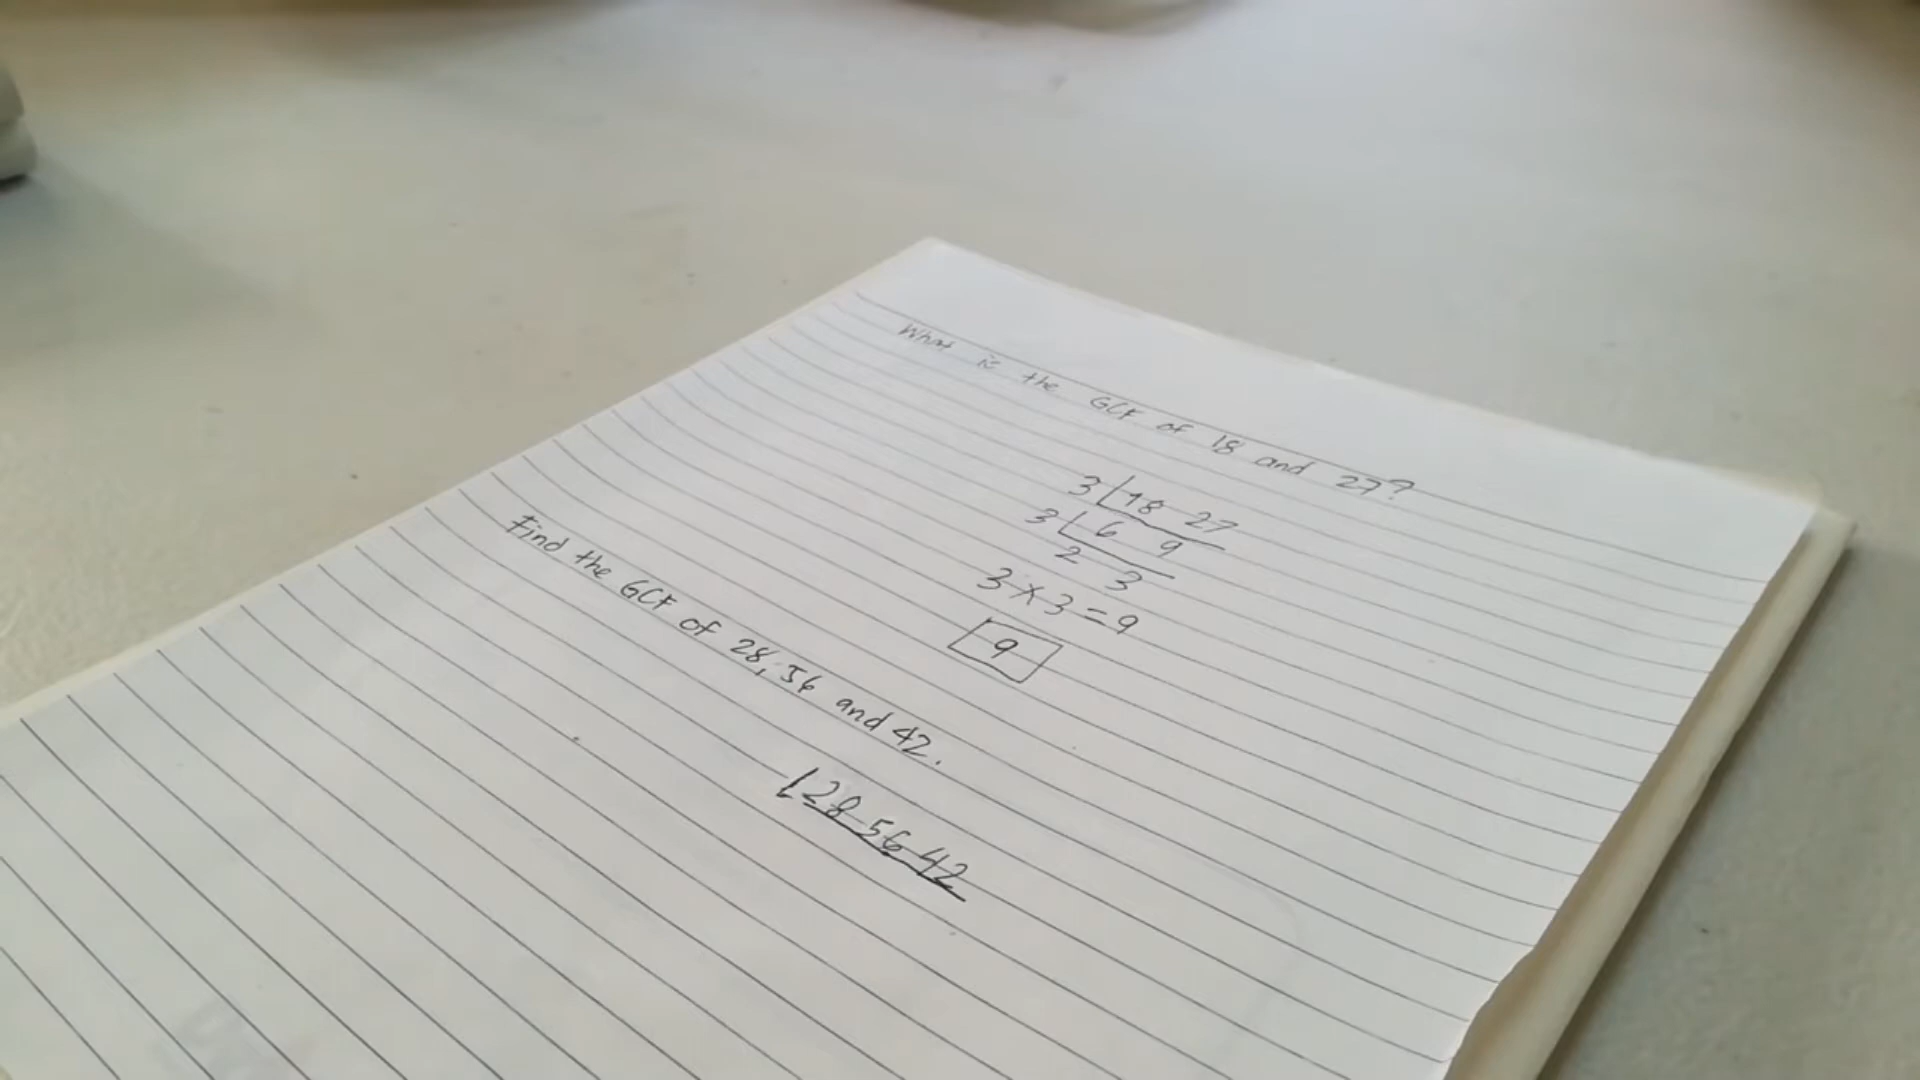 What is the GCF of 18 and 27?
3 18 27
3 6 9
2 3
3 × 3 = 9
9
Find the GCF of 28, 56 and 42.
28 56 42